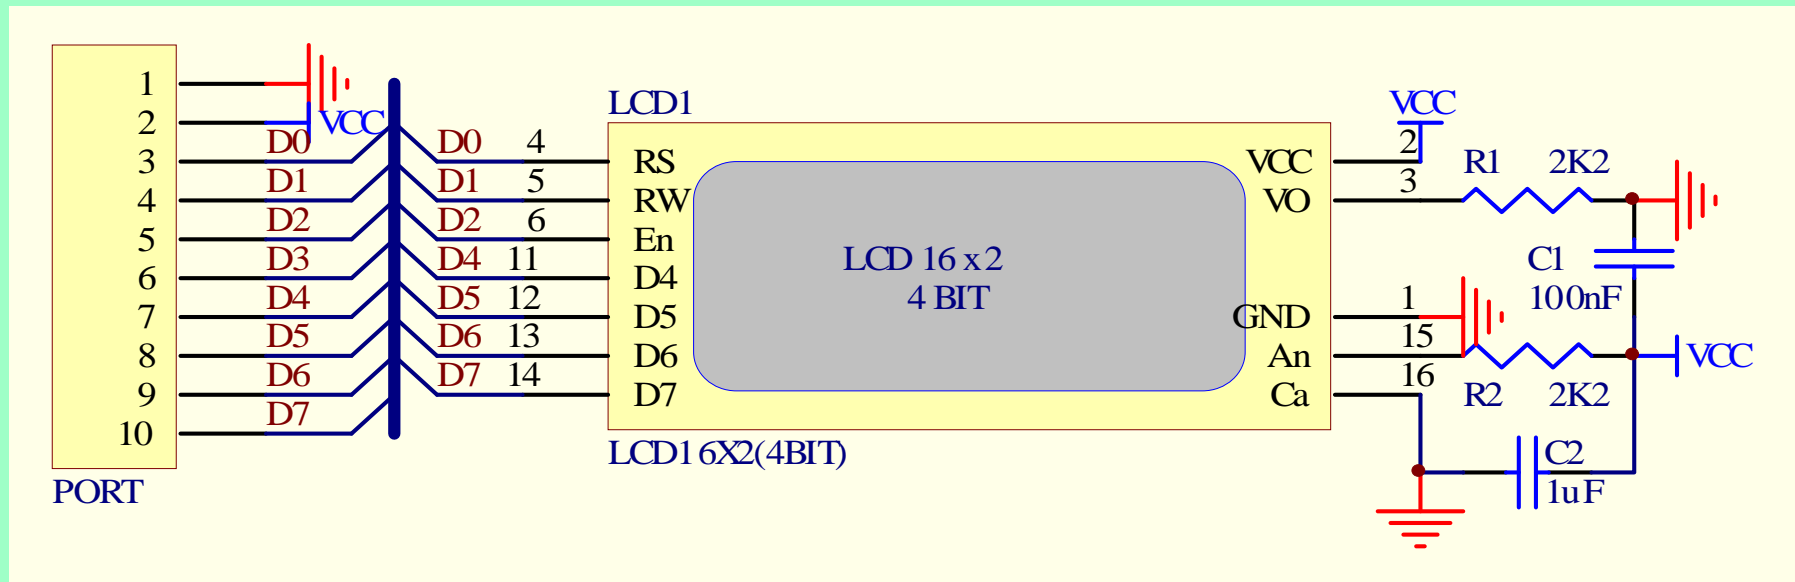 1
2
3
4
5
6
7
8
9
10
PORT
VCC
D0
D1
D2
D3
D4
D5
D6
D7
D0 4
D1 5
D2 6
D4 11
D5 12
D6 13
D7 14
LCD1
RS
RW
En
D4
D5
D6
D7
LCD 16 x 2
4 BIT
VCC
VO
GND
An
Ca
LCD16X2(4BIT)
VCC
2
3
1
15
16
R1 2K2
C1
100nF
VCC
R2 2K2
C2
1uF